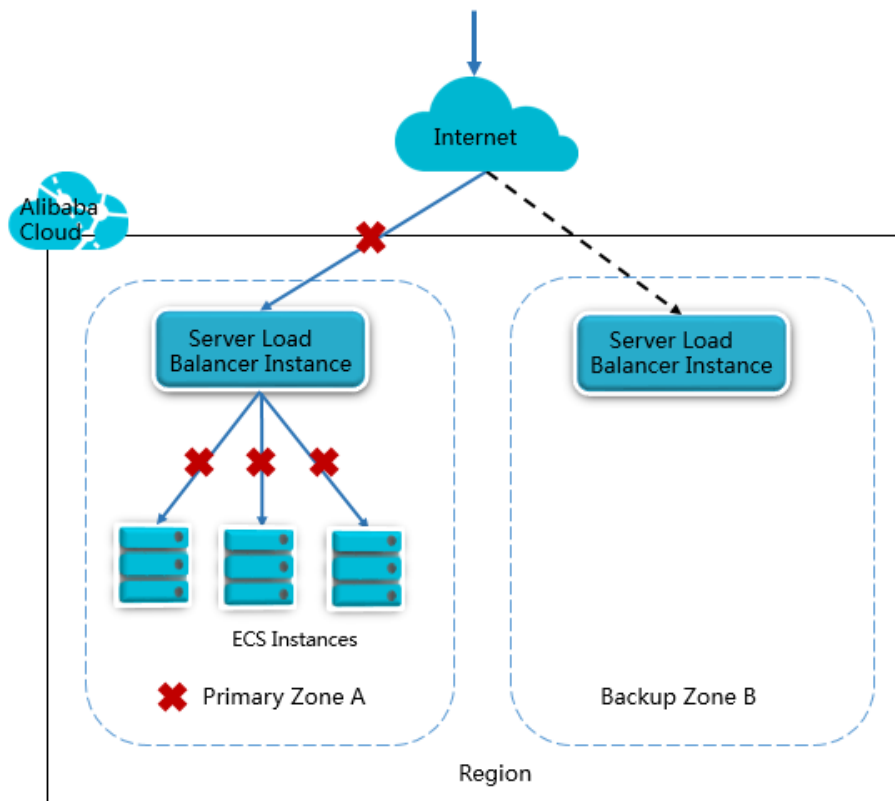 Internet
Alibaba
Cloud
Server Load
Balancer Instance
Server Load
Balancer Instance
ECS Instances
Primary Zone A
Backup Zone B
Region